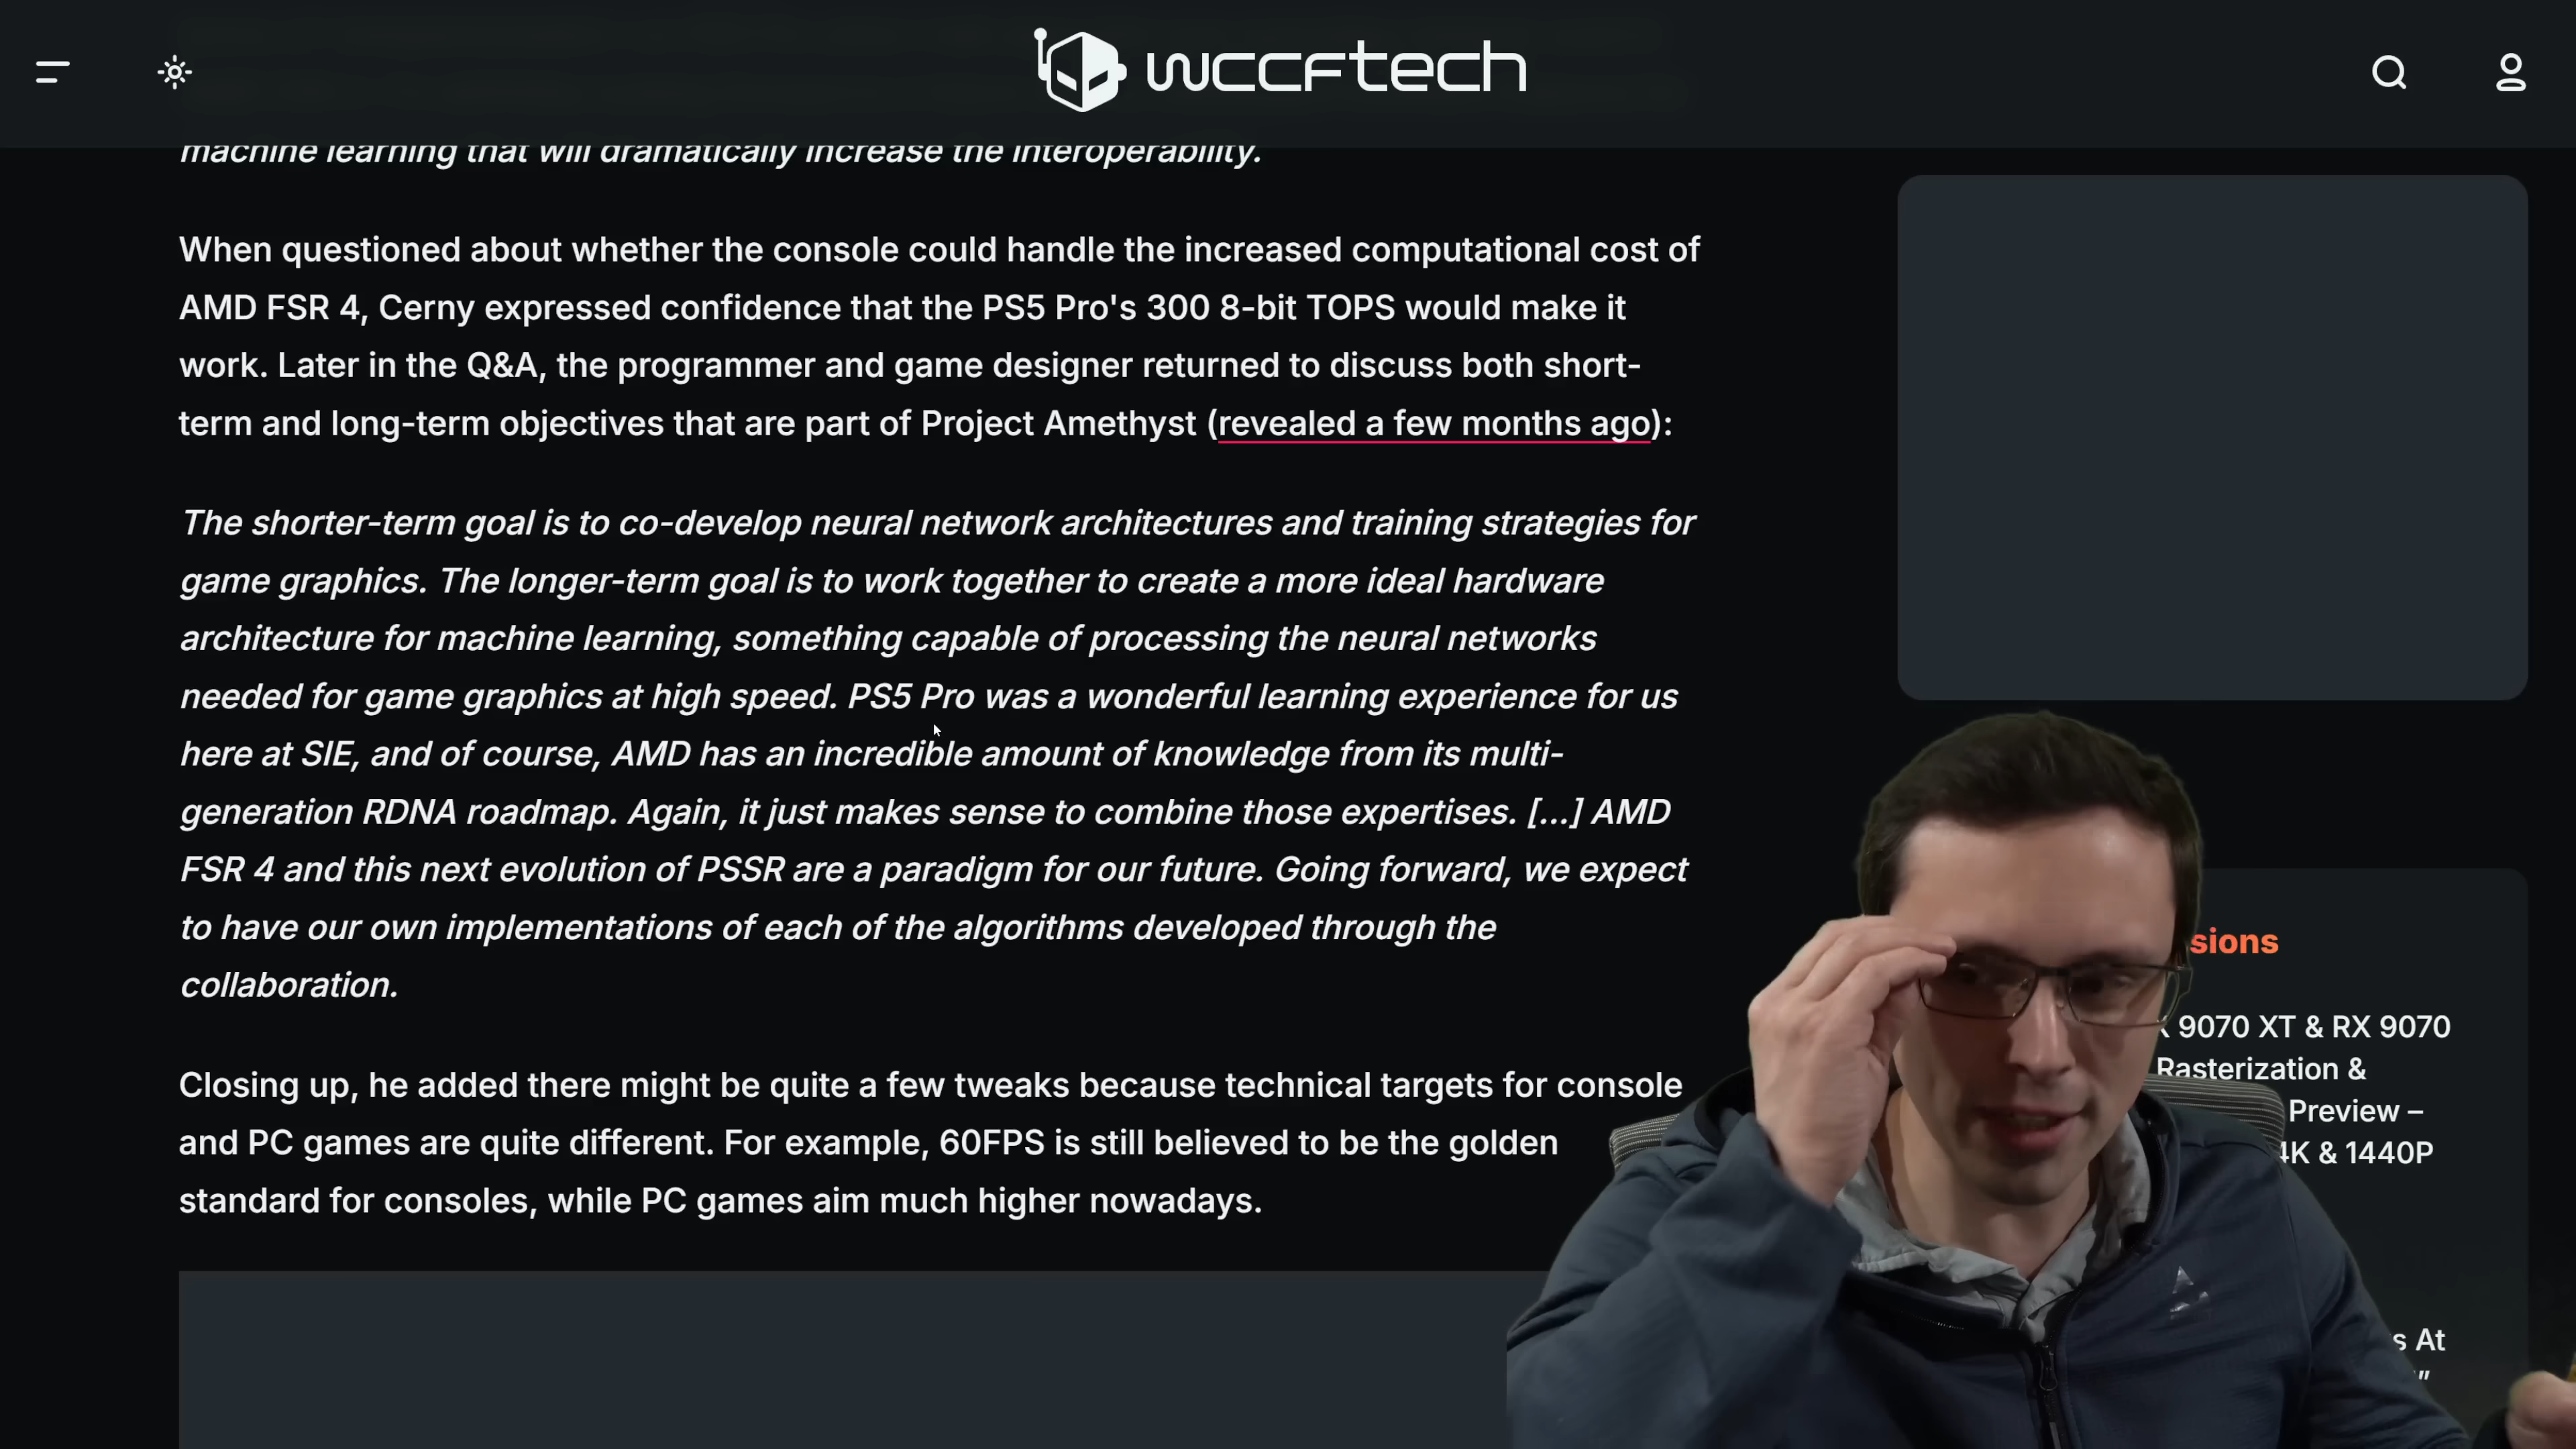 wccftech
machine learning that will dramatically increase the interoperability.
When questioned about whether the console could handle the increased computational cost of
AMD FSR 4, Cerny expressed confidence that the PS5 Pro's 300 8-bit TOPS would make it
work. Later in the Q&A, the programmer and game designer returned to discuss both short-
term and long-term objectives that are part of Project Amethyst (revealed a few months ago):
The shorter-term goal is to co-develop neural network architectures and training strategies for
game graphics. The longer-term goal is to work together to create a more ideal hardware
architecture for machine learning, something capable of processing the neural networks
needed for game graphics at high speed. PS5 Pro was a wonderful learning experience for us
here at SIE, and of course, AMD has an incredible amount of knowledge from its multi-
generation RDNA roadmap. Again, it just makes sense to combine those expertises. [...] AMD
FSR 4 and this next evolution of PSSR are a paradigm for our future. Going forward, we expect
to have our own implementations of each of the algorithms developed through the
collaboration.
Closing up, he added there might be quite a few tweaks because technical targets for console
and PC games are quite different. For example, 60FPS is still believed to be the golden
standard for consoles, while PC games aim much higher nowadays.
sions
9070 XT & RX 9070
Rasterization &
Preview –
4K & 1440P
s At
"